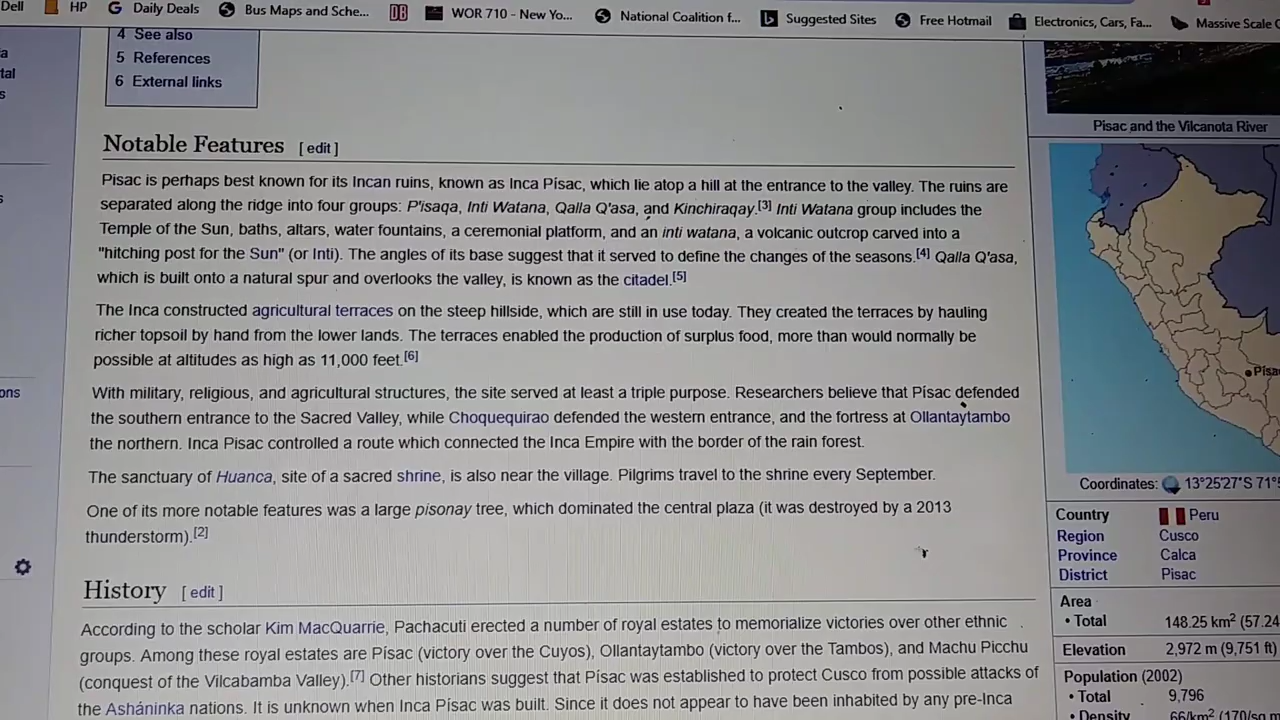 Dell HP Daily Deals Bus Maps and Sche... DB WOR 710 - New Yo... National Coalition f... Suggested Sites Free Hotmail Electronics, Cars, Fa... Massive Scale
4 See also
5 References
6 External links
Notable Features [ edit ]
Pisac is perhaps best known for its Incan ruins, known as Inca Písac, which lie atop a hill at the entrance to the valley. The ruins are
separated along the ridge into four groups: P'isaqa, Inti Watana, Qalla Q'asa, and Kinchiraqay.[3] Inti Watana group includes the
Temple of the Sun, baths, altars, water fountains, a ceremonial platform, and an inti watana, a volcanic outcrop carved into a
"hitching post for the Sun" (or Inti). The angles of its base suggest that it served to define the changes of the seasons.[4] Qalla Q'asa,
which is built onto a natural spur and overlooks the valley, is known as the citadel.[5]
The Inca constructed agricultural terraces on the steep hillside, which are still in use today. They created the terraces by hauling
richer topsoil by hand from the lower lands. The terraces enabled the production of surplus food, more than would normally be
possible at altitudes as high as 11,000 feet.[6]
With military, religious, and agricultural structures, the site served at least a triple purpose. Researchers believe that Písac defended
the southern entrance to the Sacred Valley, while Choquequirao defended the western entrance, and the fortress at Ollantaytambo
the northern. Inca Pisac controlled a route which connected the Inca Empire with the border of the rain forest.
The sanctuary of Huanca, site of a sacred shrine, is also near the village. Pilgrims travel to the shrine every September.
One of its more notable features was a large pisonay tree, which dominated the central plaza (it was destroyed by a 2013
thunderstorm).[2]
History [ edit ]
According to the scholar Kim MacQuarrie, Pachacuti erected a number of royal estates to memorialize victories over other ethnic
groups. Among these royal estates are Písac (victory over the Cuyos), Ollantaytambo (victory over the Tambos), and Machu Picchu
(conquest of the Vilcabamba Valley).[7] Other historians suggest that Písac was established to protect Cusco from possible attacks of
the Asháninka nations. It is unknown when Inca Písac was built. Since it does not appear to have been inhabited by any pre-Inca
Pisac and the Vilcanota River
Písa
Coordinates: 13°25′27″S 71°5
Country Peru
Region Cusco
Province Calca
District Pisac
Area
• Total 148.25 km2 (57.24
Elevation 2,972 m (9,751 ft)
Population (2002)
• Total 9,796
• Density 66/km2 (170/sq m